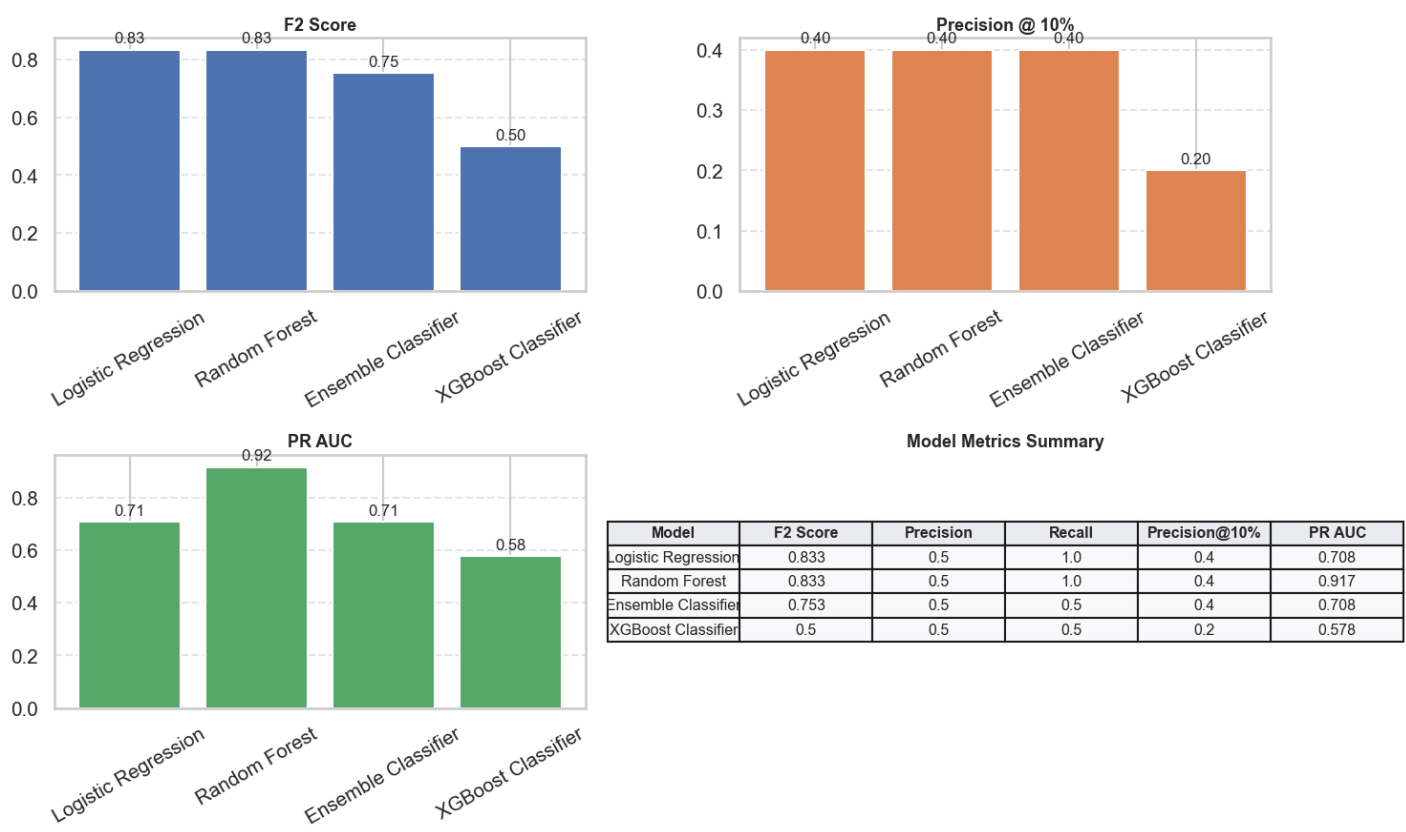 F2 Score
0.83
0.83
0.75
0.50
0.8
0.6
0.4
0.2
0.0
Logistic Regression
Random Forest
Ensemble Classifier
XGBoost Classifier
Precision @ 10%
0.40
0.40
0.40
0.20
0.4
0.3
0.2
0.1
0.0
Logistic Regression
Random Forest
Ensemble Classifier
XGBoost Classifier
PR AUC
0.71
0.92
0.71
0.58
0.8
0.6
0.4
0.2
0.0
Logistic Regression
Random Forest
Ensemble Classifier
XGBoost Classifier
Model Metrics Summary
Model F2 Score Precision Recall Precision@10% PR AUC
Logistic Regression 0.833 0.5 1.0 0.4 0.708
Random Forest 0.833 0.5 1.0 0.4 0.917
Ensemble Classifier 0.753 0.5 0.5 0.4 0.708
XGBoost Classifier 0.5 0.5 0.5 0.2 0.578